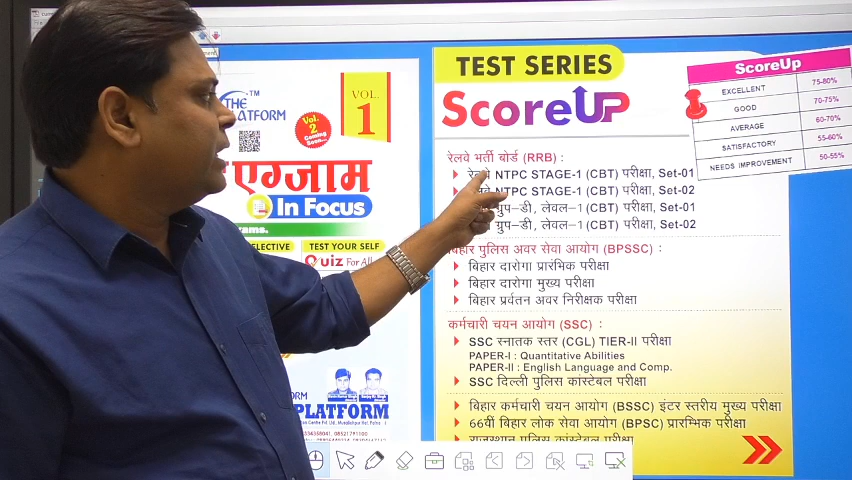 THE
PLATFORM
TM
VOL.
1
Vol.
2
Coming
Soon...
एग्जाम
In Focus
TEST YOUR SELF
Quiz For All
PLATFORM
TEST SERIES
ScoreUP
ScoreUp
EXCELLENT 75-80%
GOOD 70-75%
AVERAGE 60-70%
SATISFACTORY 55-60%
NEEDS IMPROVEMENT 50-55%
रेलवे भर्ती बोर्ड (RRB) :
रेलवे NTPC STAGE-1 (CBT) परीक्षा, Set-01
NTPC STAGE-1 (CBT) परीक्षा, Set-02
ग्रुप-डी, लेवल-1 (CBT) परीक्षा, Set-01
ग्रुप-डी, लेवल-1 (CBT) परीक्षा, Set-02
बिहार पुलिस अवर सेवा आयोग (BPSSC) :
बिहार दारोगा प्रारंभिक परीक्षा
बिहार दारोगा मुख्य परीक्षा
बिहार प्रर्वतन अवर निरीक्षक परीक्षा
कर्मचारी चयन आयोग (SSC) :
SSC स्नातक स्तर (CGL) TIER-II परीक्षा
PAPER-I : Quantitative Abilities
PAPER-II : English Language and Comp.
SSC दिल्ली पुलिस कांस्टेबल परीक्षा
बिहार कर्मचारी चयन आयोग (BSSC) इंटर स्तरीय मुख्य परीक्षा
66वीं बिहार लोक सेवा आयोग (BPSC) प्रारम्भिक परीक्षा
राजस्थान पुलिस कांस्टेबल परीक्षा